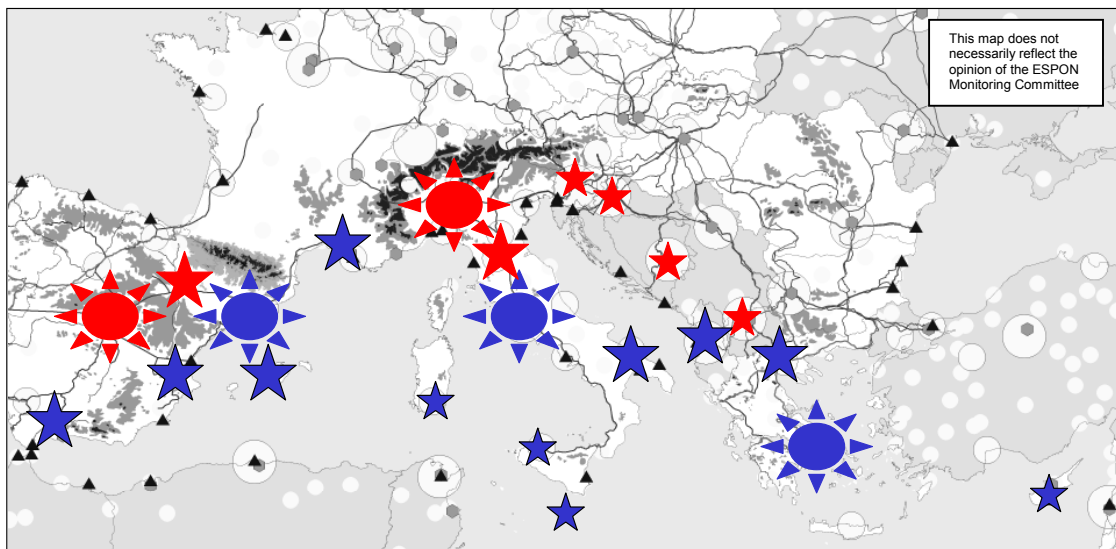 This map does not
necessarily reflect the
opinion of the ESPON
Monitoring Committee